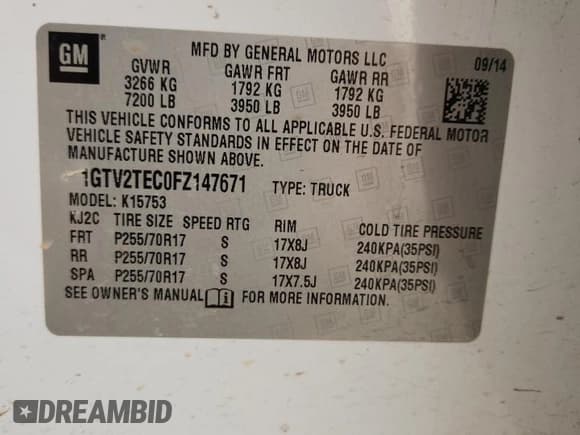 GM
MFD BY GENERAL MOTORS LLC 09/14
GVWR GAWR FRT GAWR RR
3266 KG 1792 KG 1792 KG
7200 LB 3950 LB 3950 LB
THIS VEHICLE CONFORMS TO ALL APPLICABLE U.S. FEDERAL MOTOR
VEHICLE SAFETY STANDARDS IN EFFECT ON THE DATE OF
MANUFACTURE SHOWN ABOVE.
1GTV2TEC0FZ147671 TYPE: TRUCK
MODEL: K15753
KJ2C TIRE SIZE SPEED RTG RIM COLD TIRE PRESSURE
FRT P255/70R17 S 17X8J 240KPA(35PSI)
RR P255/70R17 S 17X8J 240KPA(35PSI)
SPA P255/70R17 S 17X7.5J 240KPA(35PSI)
SEE OWNER'S MANUAL FOR MORE INFORMATION.
DREAMBID